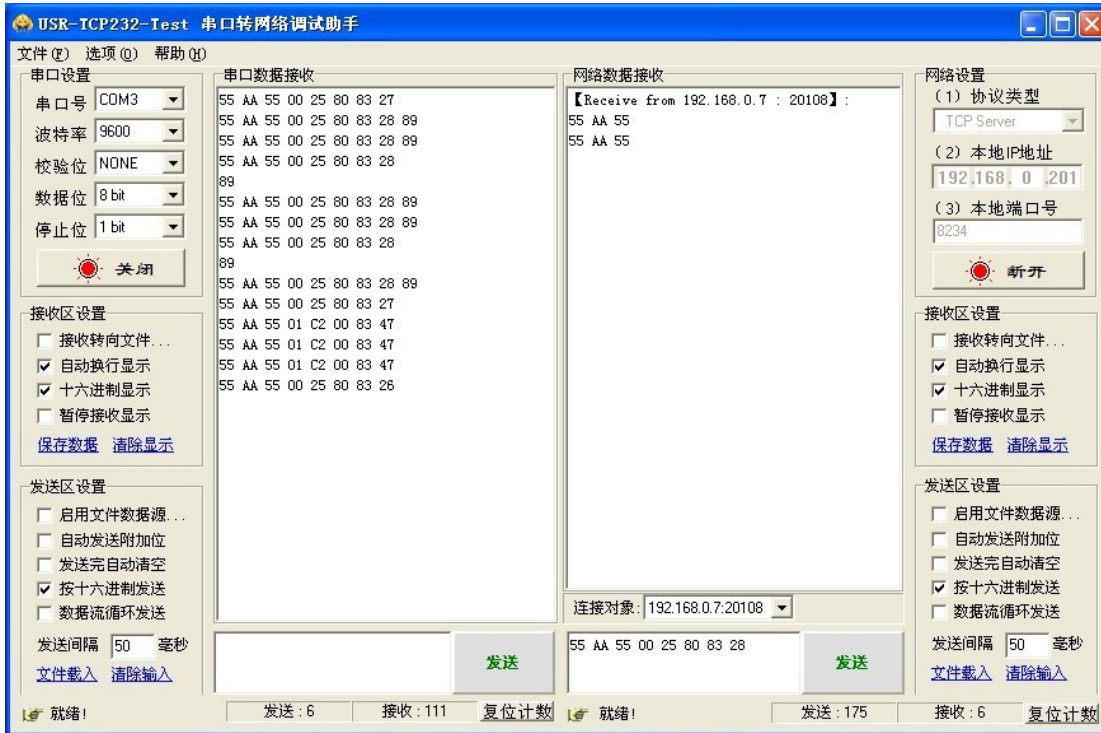 USR-TCP232-Test 串口转网络调试助手
文件(F) 选项(O) 帮助(H)
串口设置
串口号 COM3
波特率 9600
校验位 NONE
数据位 8 bit
停止位 1 bit
关闭
接收区设置
接收转向文件...
自动换行显示
十六进制显示
暂停接收显示
保存数据 清除显示
发送区设置
启用文件数据源...
自动发送附加位
发送完自动清空
按十六进制发送
数据流循环发送
发送间隔 50 毫秒
文件载入 清除输入
串口数据接收
55 AA 55 00 25 80 83 27
55 AA 55 00 25 80 83 28 89
55 AA 55 00 25 80 83 28 89
55 AA 55 00 25 80 83 28
89
55 AA 55 00 25 80 83 28 89
55 AA 55 00 25 80 83 28 89
55 AA 55 00 25 80 83 28
89
55 AA 55 00 25 80 83 28 89
55 AA 55 00 25 80 83 27
55 AA 55 01 C2 00 83 47
55 AA 55 01 C2 00 83 47
55 AA 55 01 C2 00 83 47
55 AA 55 00 25 80 83 26
发送
网络数据接收
【Receive from 192.168.0.7 : 20108】:
55 AA 55
55 AA 55
连接对象: 192.168.0.7:20108
55 AA 55 00 25 80 83 28
发送
网络设置
(1) 协议类型
TCP Server
(2) 本地IP地址
192.168. 0 .201
(3) 本地端口号
8234
断开
接收区设置
接收转向文件...
自动换行显示
十六进制显示
暂停接收显示
保存数据 清除显示
发送区设置
启用文件数据源...
自动发送附加位
发送完自动清空
按十六进制发送
数据流循环发送
发送间隔 50 毫秒
文件载入 清除输入
就绪! 发送:6 接收:111 复位计数
就绪! 发送:175 接收:6 复位计数